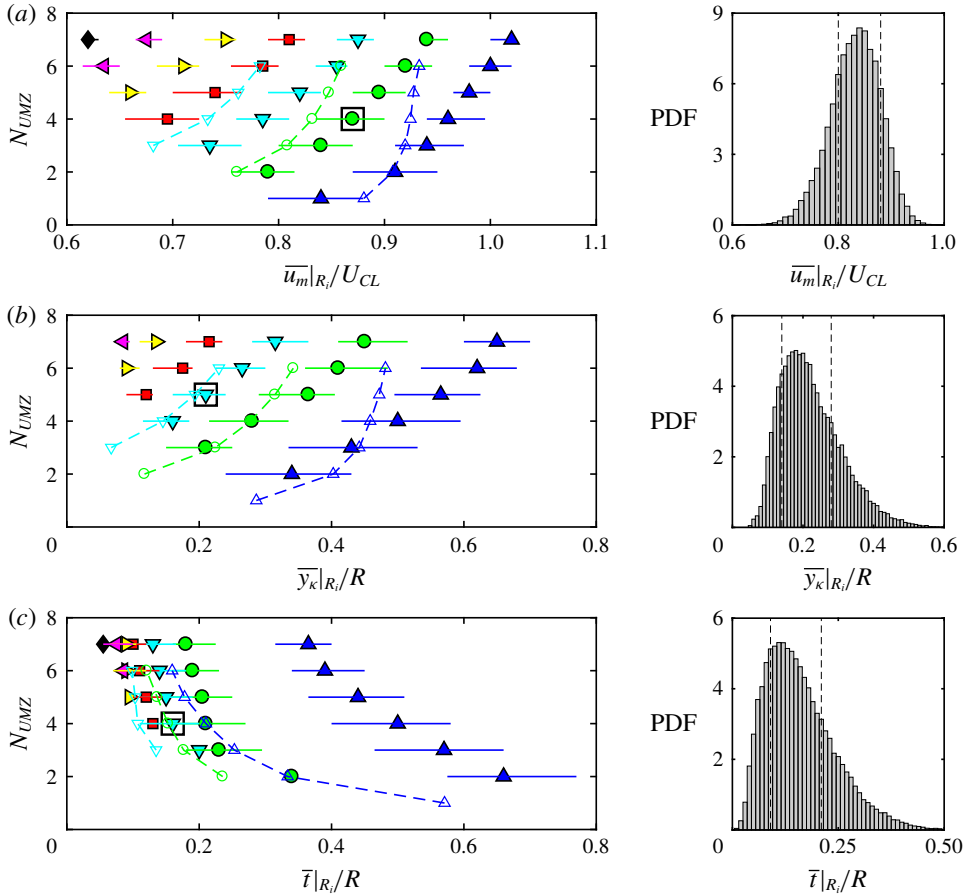 (a)
8
6
4
2
0
N_UMZ
0.6 0.7 0.8 0.9 1.0 1.1
\overline{u_m}|_{R_i}/U_{CL}
9
6
3
0
PDF
0.6 0.8 1.0
\overline{u_m}|_{R_i}/U_{CL}
(b)
8
6
4
2
0
N_UMZ
0.2 0.4 0.6 0.8
\overline{y_κ}|_{R_i}/R
6
4
2
0
PDF
0.2 0.4 0.6
\overline{y_κ}|_{R_i}/R
(c)
8
6
4
2
0
N_UMZ
0.2 0.4 0.6 0.8
\overline{t}|_{R_i}/R
6
4
2
0
PDF
0.25 0.50
\overline{t}|_{R_i}/R